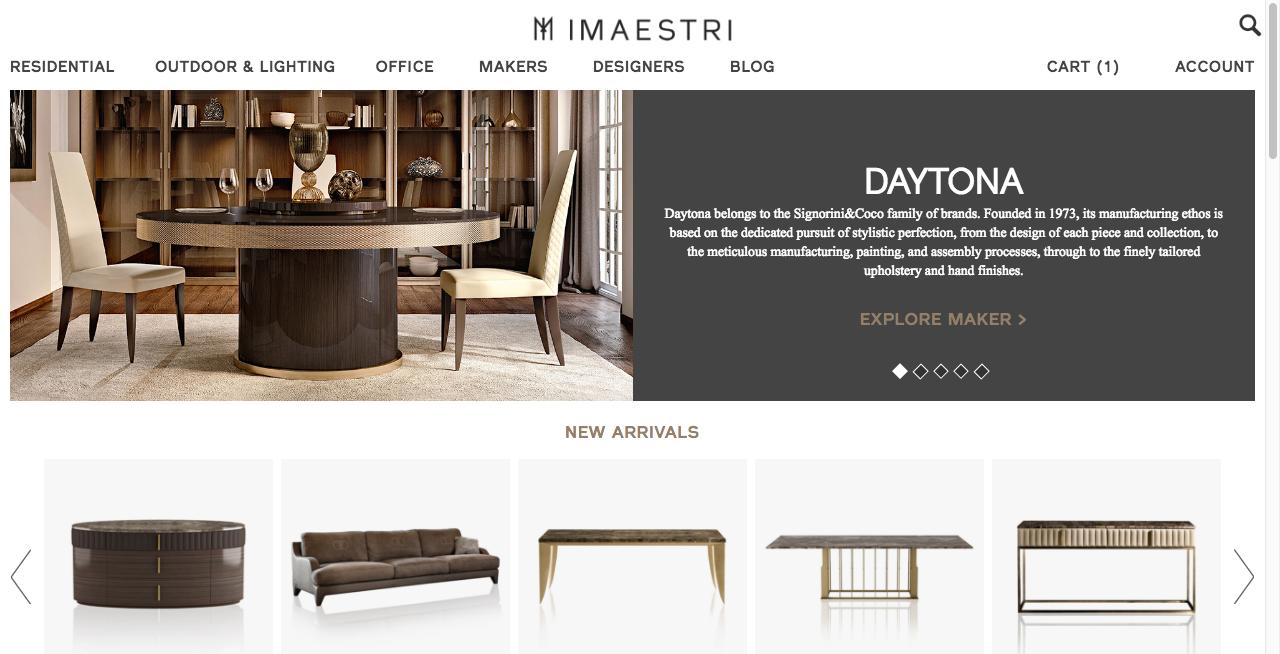 IMAESTRI
RESIDENTIAL OUTDOOR & LIGHTING OFFICE MAKERS DESIGNERS BLOG CART (1) ACCOUNT
DAYTONA
Daytona belongs to the Signorini&Coco family of brands. Founded in 1973, its manufacturing ethos is
based on the dedicated pursuit of stylistic perfection, from the design of each piece and collection, to
the meticulous manufacturing, painting, and assembly processes, through to the finely tailored
upholstery and hand finishes.
EXPLORE MAKER >
NEW ARRIVALS